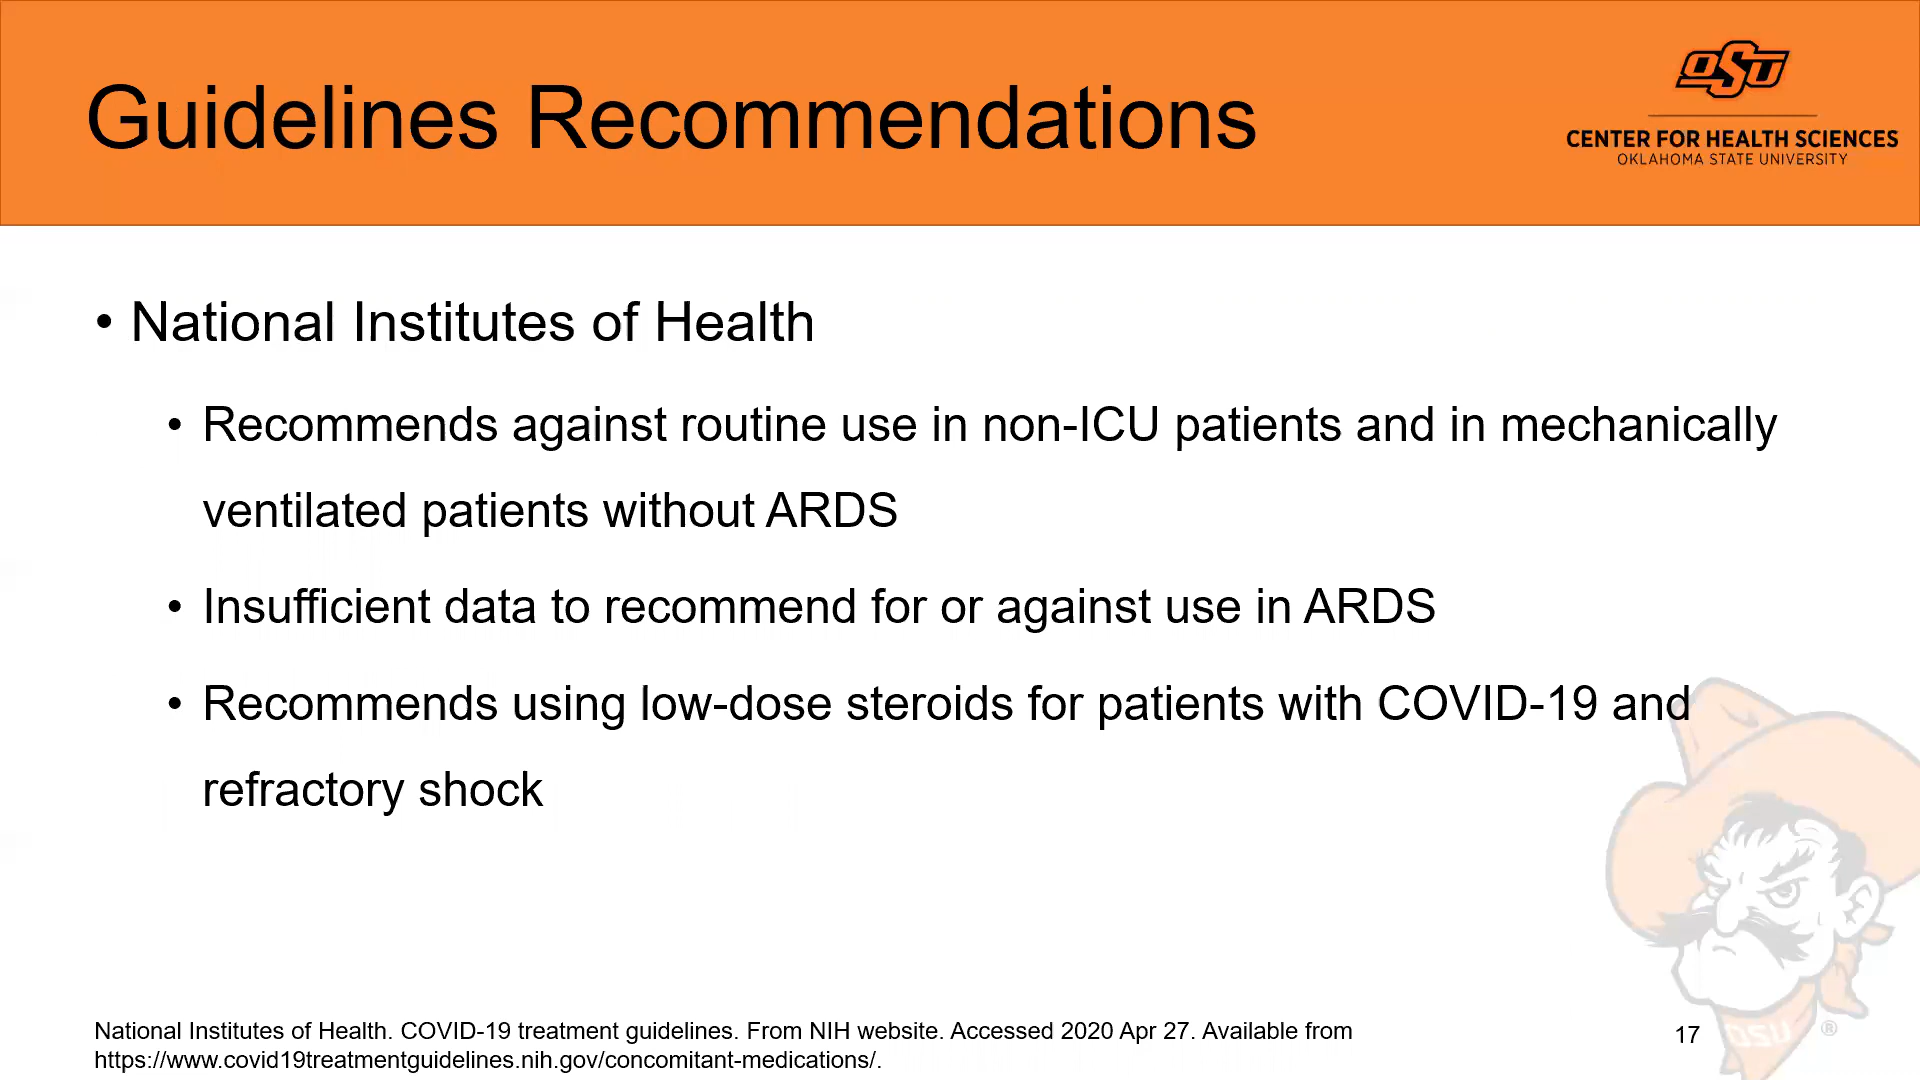 Guidelines Recommendations
OSU
CENTER FOR HEALTH SCIENCES
OKLAHOMA STATE UNIVERSITY
• National Institutes of Health
• Recommends against routine use in non-ICU patients and in mechanically
ventilated patients without ARDS
• Insufficient data to recommend for or against use in ARDS
• Recommends using low-dose steroids for patients with COVID-19 and
refractory shock
National Institutes of Health. COVID-19 treatment guidelines. From NIH website. Accessed 2020 Apr 27. Available from
https://www.covid19treatmentguidelines.nih.gov/concomitant-medications/.
17
OSU ®